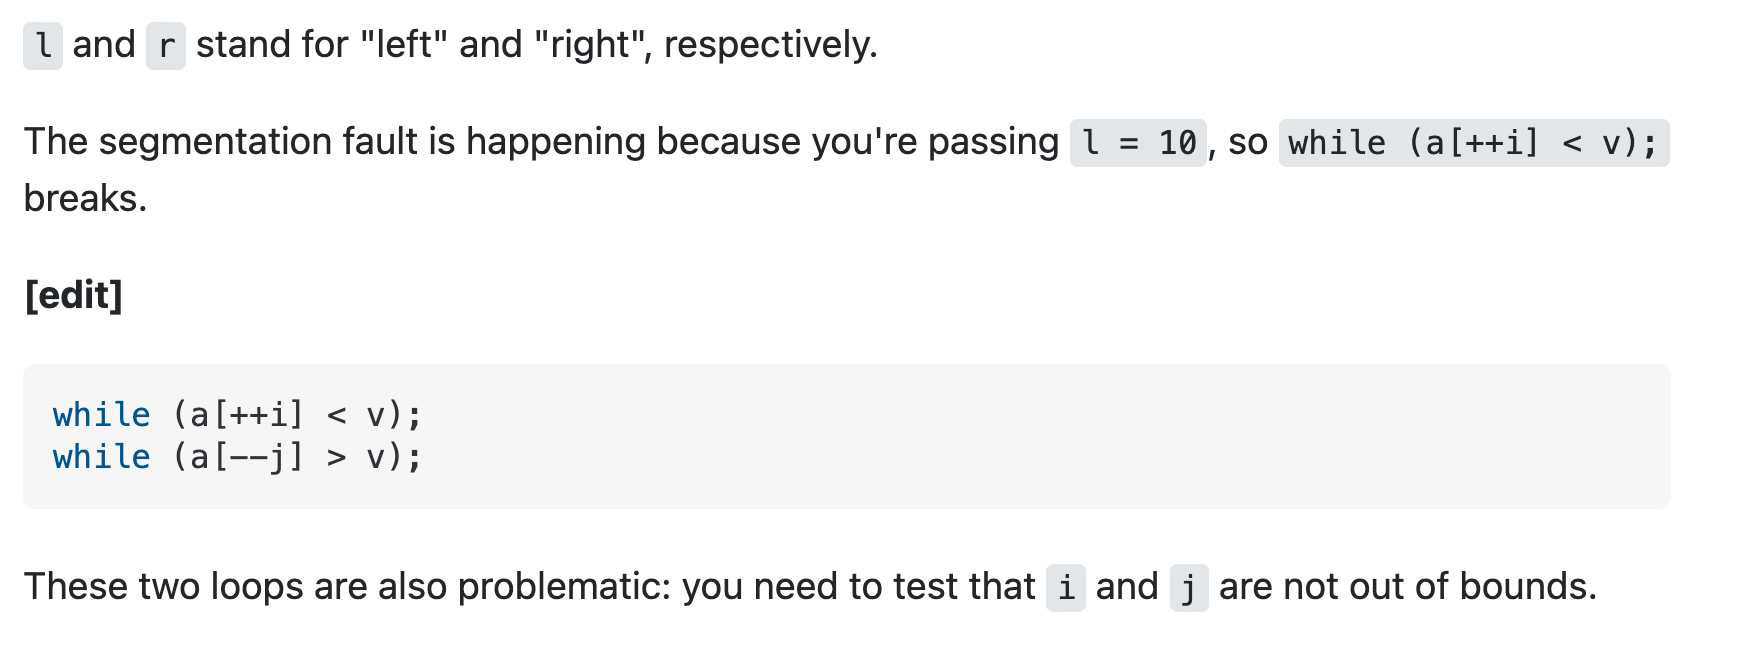 l and r stand for "left" and "right", respectively.
The segmentation fault is happening because you're passing l = 10, so while (a[++i] < v);
breaks.
[edit]
while (a[++i] < v);
while (a[--j] > v);
These two loops are also problematic: you need to test that i and j are not out of bounds.